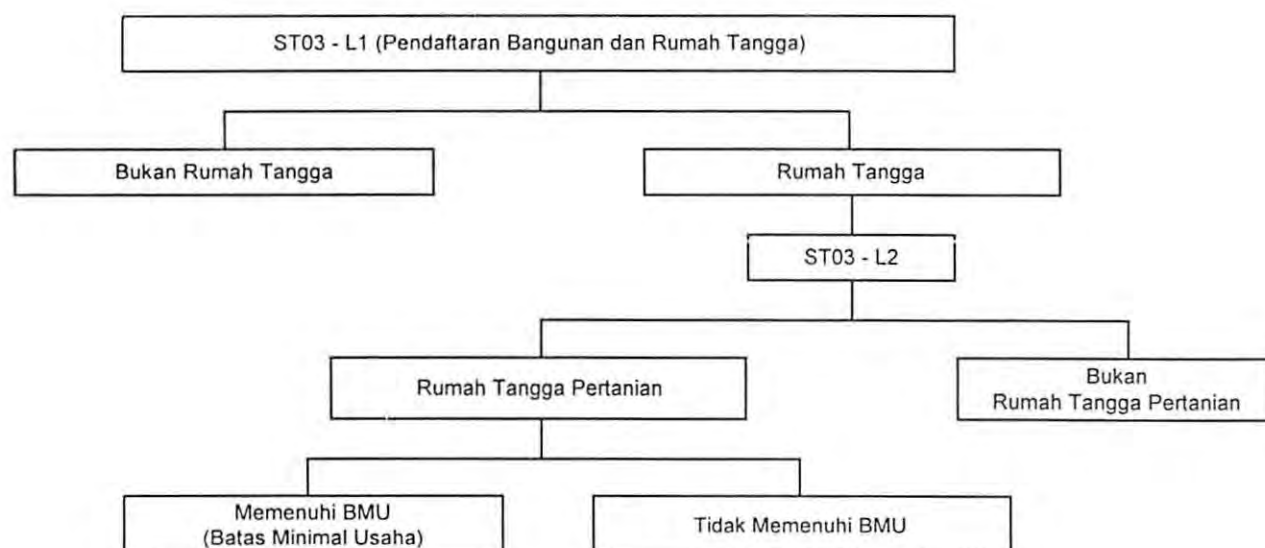 ST03 - L1 (Pendaftaran Bangunan dan Rumah Tangga)
Bukan Rumah Tangga
Rumah Tangga
ST03 - L2
Rumah Tangga Pertanian
Bukan
Rumah Tangga Pertanian
Memenuhi BMU
(Batas Minimal Usaha)
Tidak Memenuhi BMU